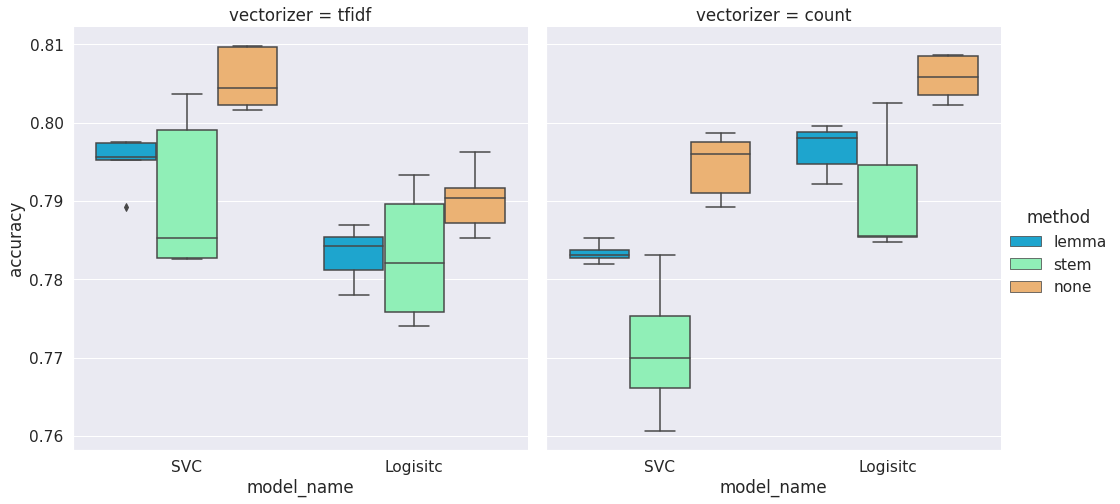 vectorizer = tfidf
vectorizer = count
accuracy
0.81
0.80
0.79
0.78
0.77
0.76
SVC
Logisitc
SVC
Logisitc
model_name
model_name
method
lemma
stem
none